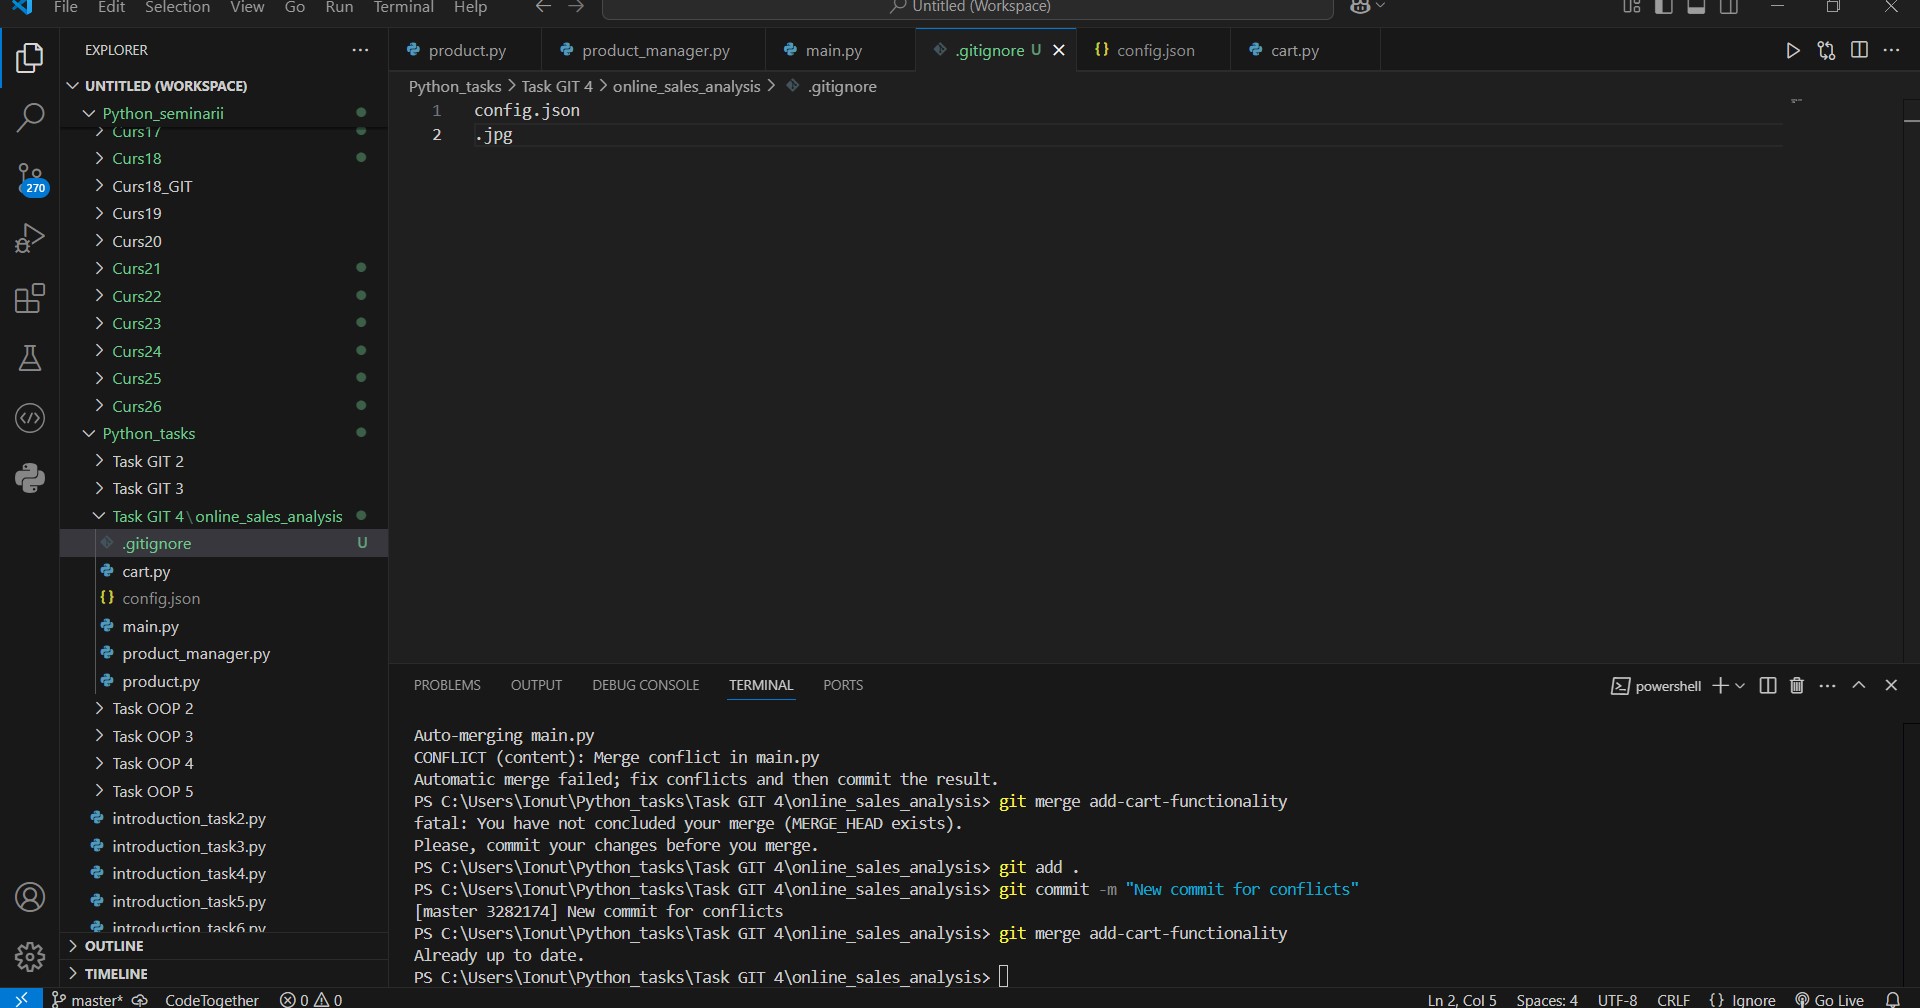 File Edit Selection View Go Run Terminal Help
Untitled (Workspace)
EXPLORER
UNTITLED (WORKSPACE)
Python_seminarii
Curs17
Curs18
Curs18_GIT
Curs19
Curs20
Curs21
Curs22
Curs23
Curs24
Curs25
Curs26
Python_tasks
Task GIT 2
Task GIT 3
Task GIT 4\online_sales_analysis
.gitignore U
cart.py
{} config.json
main.py
product_manager.py
product.py
Task OOP 2
Task OOP 3
Task OOP 4
Task OOP 5
introduction_task2.py
introduction_task3.py
introduction_task4.py
introduction_task5.py
introduction_task6.py
OUTLINE
TIMELINE
270
product.py product_manager.py main.py .gitignore U {} config.json cart.py
Python_tasks > Task GIT 4 > online_sales_analysis > .gitignore
1 config.json
2 .jpg
PROBLEMS OUTPUT DEBUG CONSOLE TERMINAL PORTS
powershell
Auto-merging main.py
CONFLICT (content): Merge conflict in main.py
Automatic merge failed; fix conflicts and then commit the result.
PS C:\Users\Ionut\Python_tasks\Task GIT 4\online_sales_analysis> git merge add-cart-functionality
fatal: You have not concluded your merge (MERGE_HEAD exists).
Please, commit your changes before you merge.
PS C:\Users\Ionut\Python_tasks\Task GIT 4\online_sales_analysis> git add .
PS C:\Users\Ionut\Python_tasks\Task GIT 4\online_sales_analysis> git commit -m "New commit for conflicts"
[master 3282174] New commit for conflicts
PS C:\Users\Ionut\Python_tasks\Task GIT 4\online_sales_analysis> git merge add-cart-functionality
Already up to date.
PS C:\Users\Ionut\Python_tasks\Task GIT 4\online_sales_analysis>
master* CodeTogether 0 0 Ln 2, Col 5 Spaces: 4 UTF-8 CRLF {} Ignore Go Live